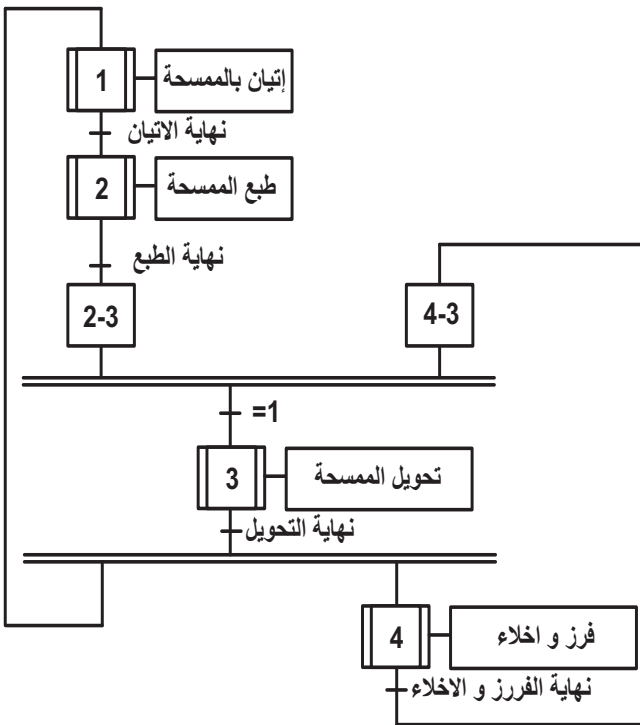 1
إتيان بالممسحة
نهاية الاتيان
2
طبع الممسحة
نهاية الطبع
2-3
4-3
=1
3
تحويل الممسحة
نهاية التحويل
4
فرز و اخلاء
نهاية الفررز و الاخلاء